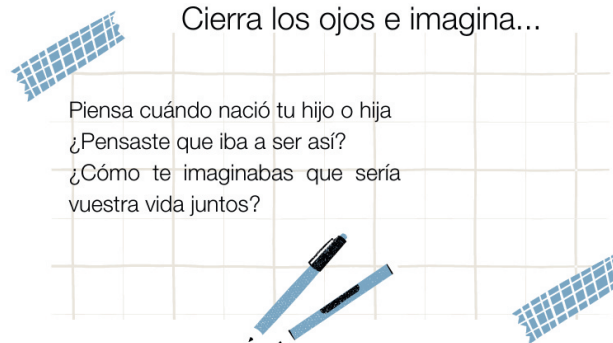 Cierra los ojos e imagina...
Piensa cuándo nació tu hijo o hija
¿Pensaste que iba a ser así?
¿Cómo te imaginabas que sería
vuestra vida juntos?